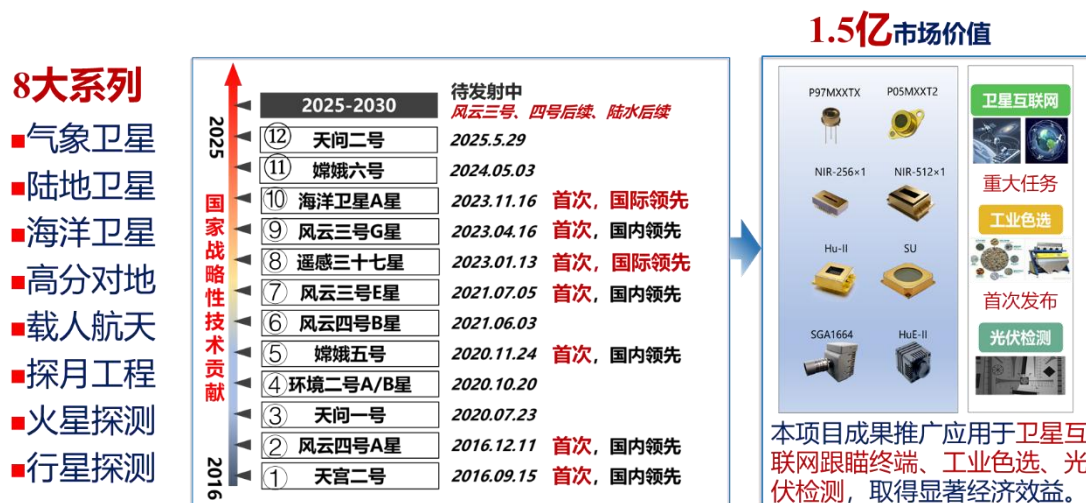 8大系列
■气象卫星
■陆地卫星
■海洋卫星
■高分对地
■载人航天
■探月工程
■火星探测
■行星探测
2025
国家战略性技术贡献
2016
2025-2030 待发射中
风云三号、四号后续、陆水后续
⑫ 天问二号 2025.5.29
⑪ 嫦娥六号 2024.05.03
⑩ 海洋卫星A星 2023.11.16 首次，国际领先
⑨ 风云三号G星 2023.04.16 首次，国内领先
⑧ 遥感三十七星 2023.01.13 首次，国际领先
⑦ 风云三号E星 2021.07.05 首次，国内领先
⑥ 风云四号B星 2021.06.03
⑤ 嫦娥五号 2020.11.24 首次，国内领先
④ 环境二号A/B星 2020.10.20
③ 天问一号 2020.07.23
② 风云四号A星 2016.12.11 首次，国内领先
① 天宫二号 2016.09.15 首次，国内领先
1.5亿市场价值
P97MXXTX P05MXXT2
NIR-256×1 NIR-512×1
Hu-II SU
SGA1664 HuE-II
卫星互联网
重大任务
工业色选
首次发布
光伏检测
本项目成果推广应用于卫星互
联网跟瞄终端、工业色选、光
伏检测，取得显著经济效益。